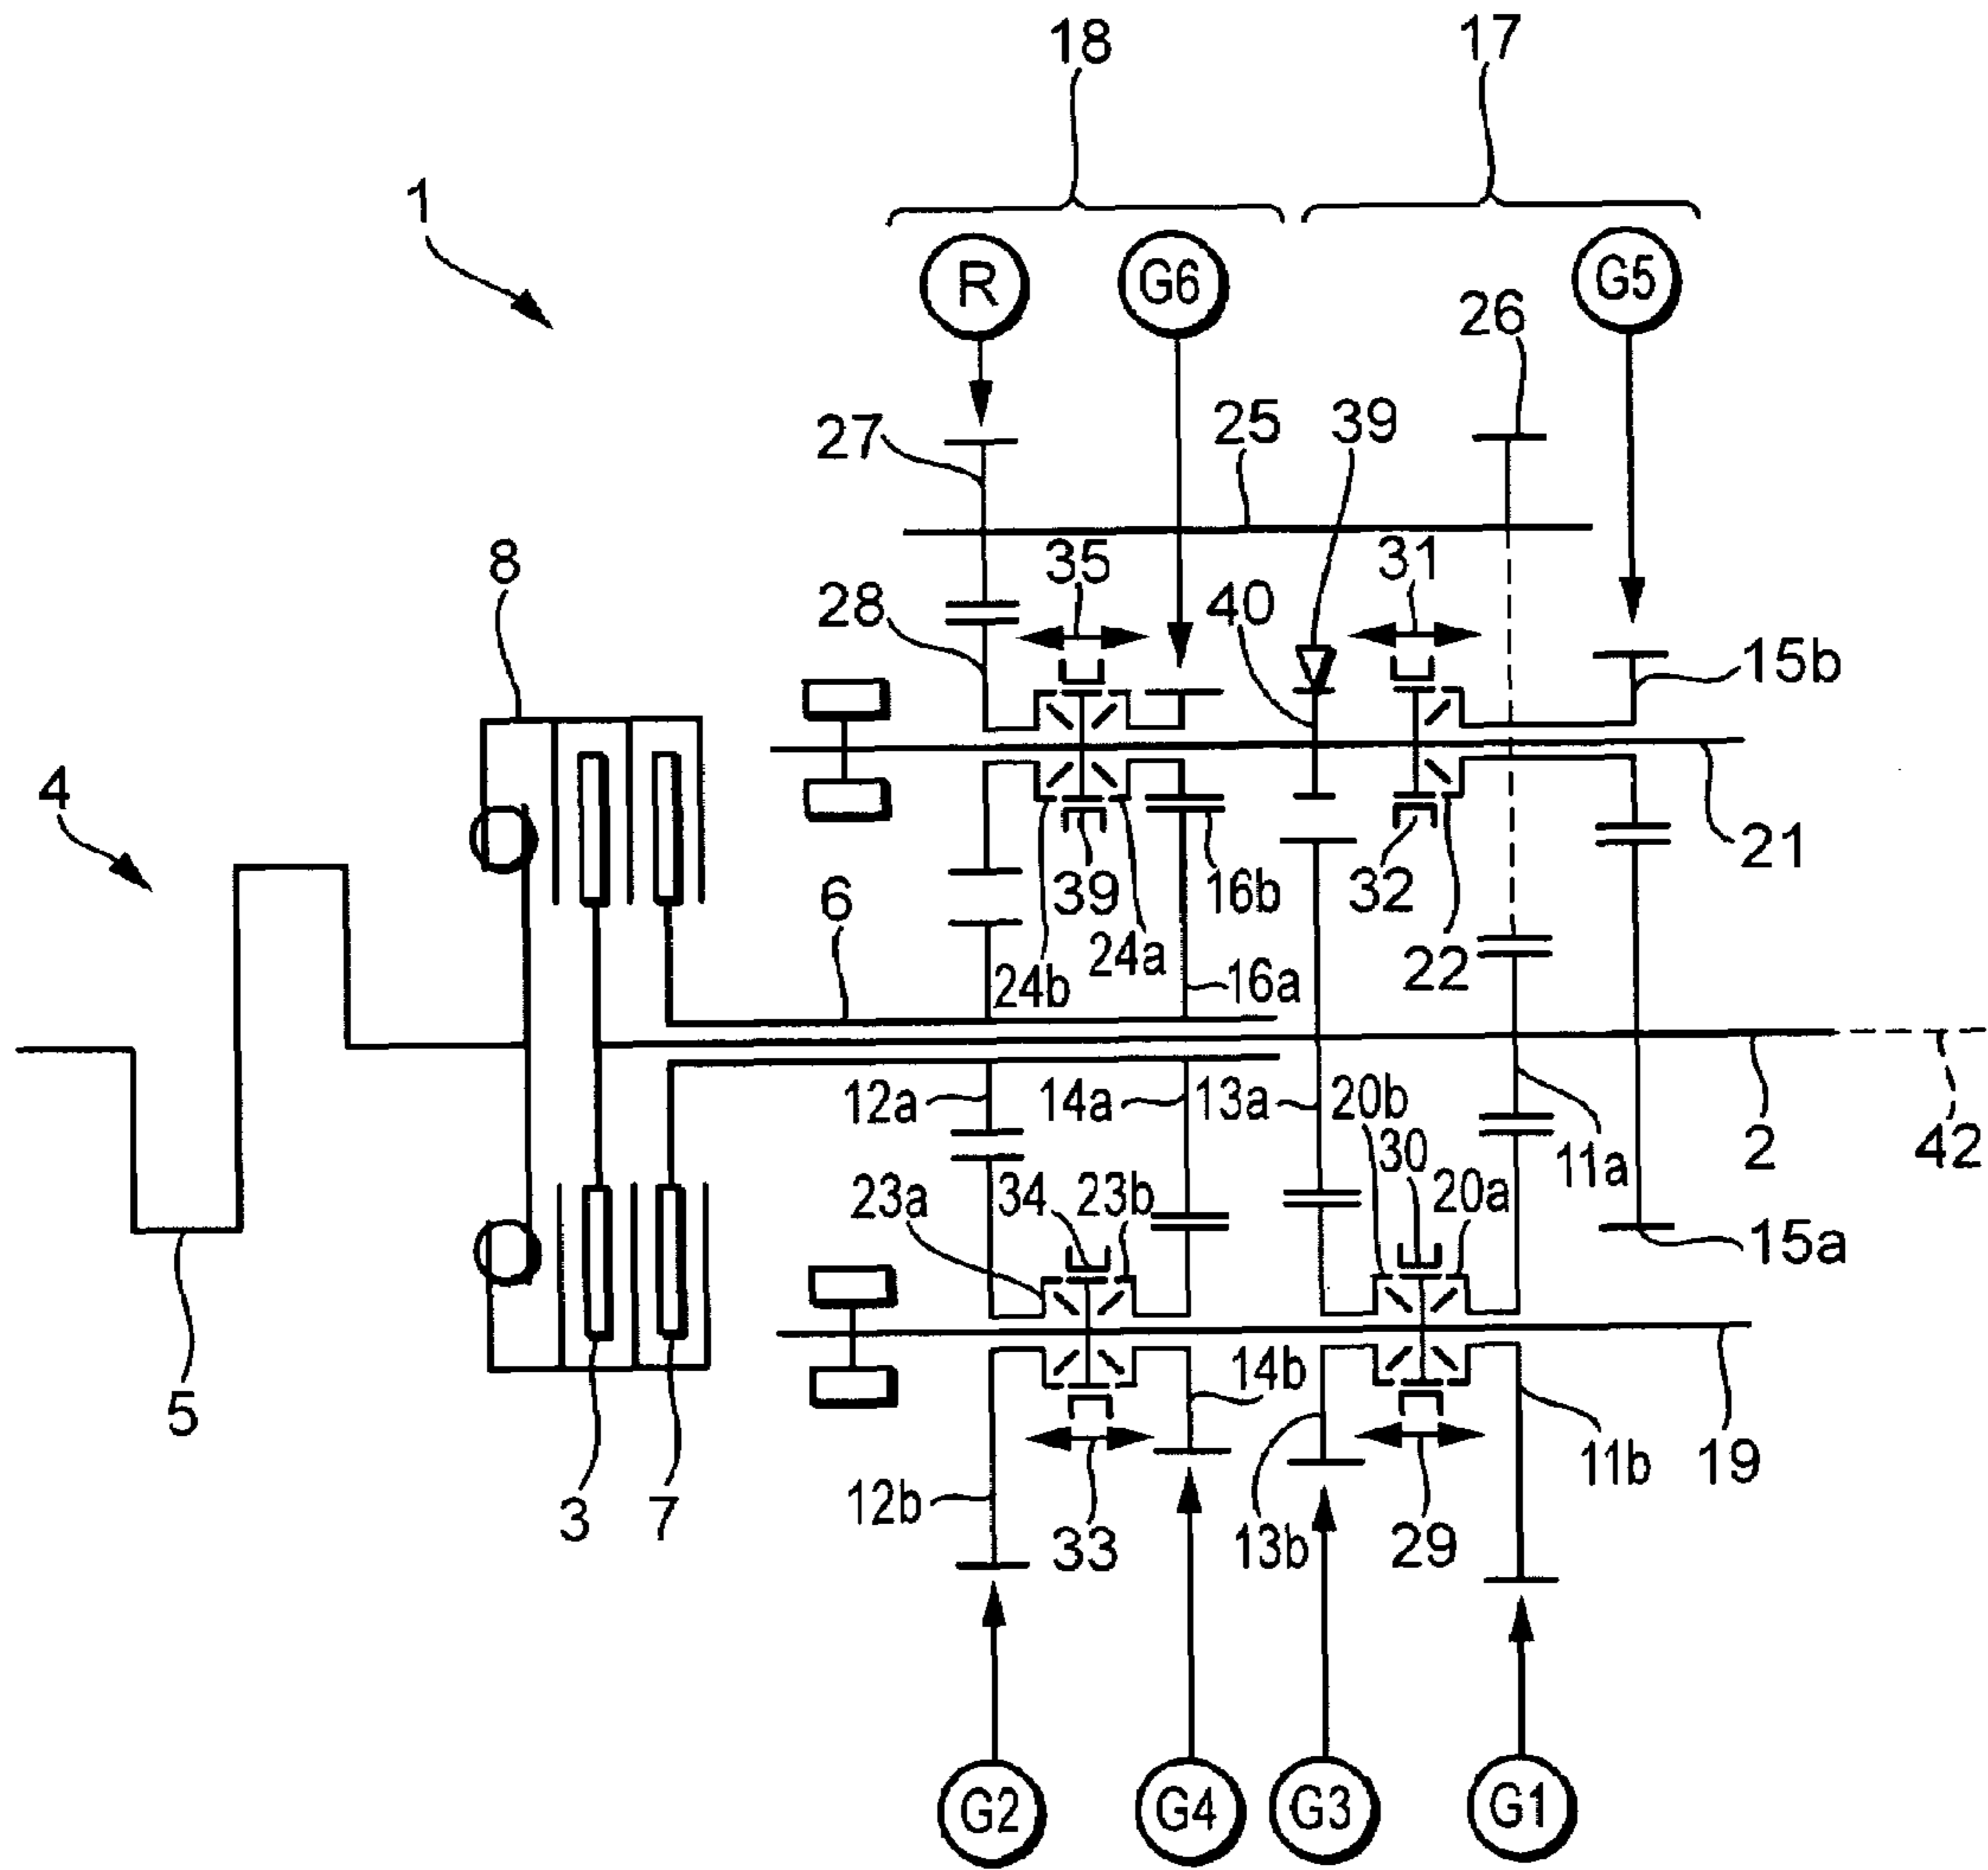 18 17
1
R G6 G5
26
27 25 39
8 35 31
28 40
15b
4
21
6 39 16b 32
24b 24a 16a 22
12a 14a 13a 20b 11a 2 42
23a 34 23b 30 20a
15a
5 14b
3 7 12b 33 13b 29 11b 19
G2 G4 G3 G1